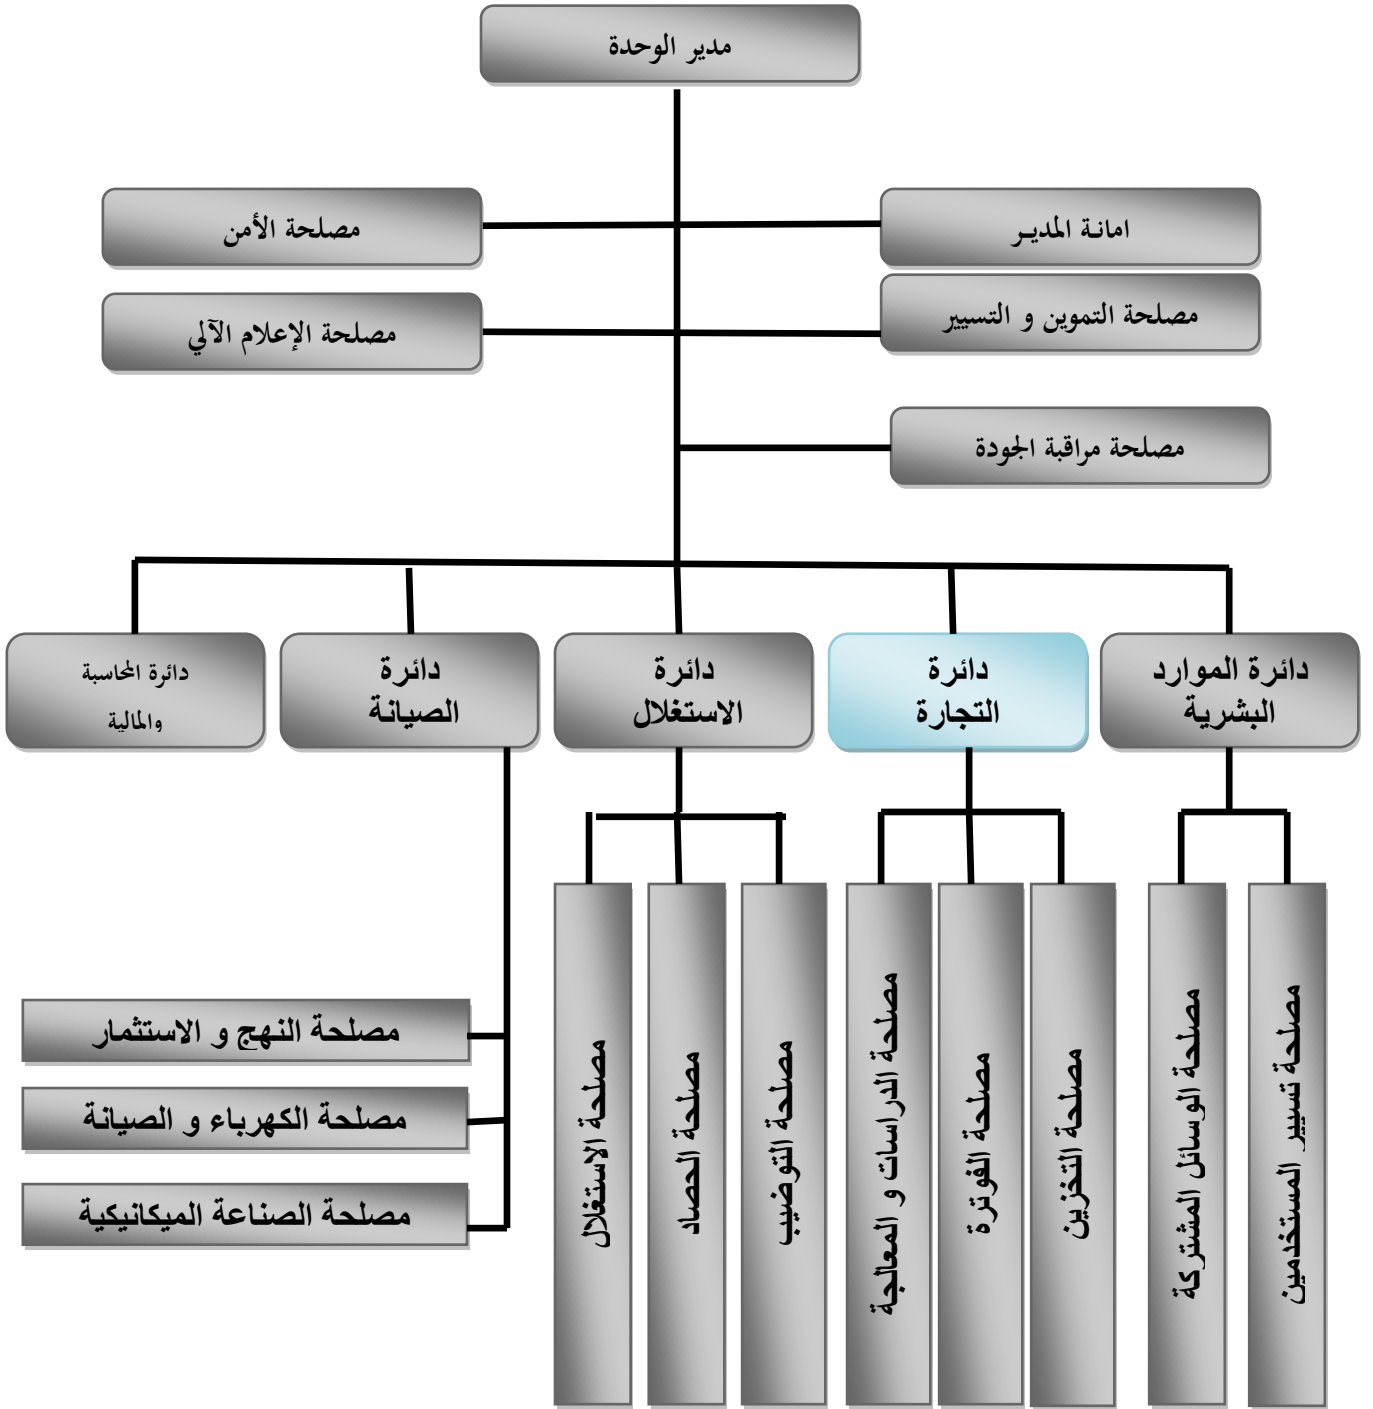 مدير الوحدة
امانة المديـر
مصلحة الأمن
مصلحة التموين و التسيير
مصلحة الإعلام الآلي
مصلحة مراقبة الجودة
دائرة الموارد
البشرية
دائرة
التجارة
دائرة
الاستغلال
دائرة
الصيانة
دائرة المحاسبة
والمالية
مصلحة تسيير المستخدمين
مصلحة الوسائل المشتركة
مصلحة التخزين
مصلحة الفوترة
مصلحة الدراسات و المعالجة
مصلحة التوضيب
مصلحة الحصاد
مصلحة الاستغلال
مصلحة النهج و الاستثمار
مصلحة الكهرباء و الصيانة
مصلحة الصناعة الميكانيكية